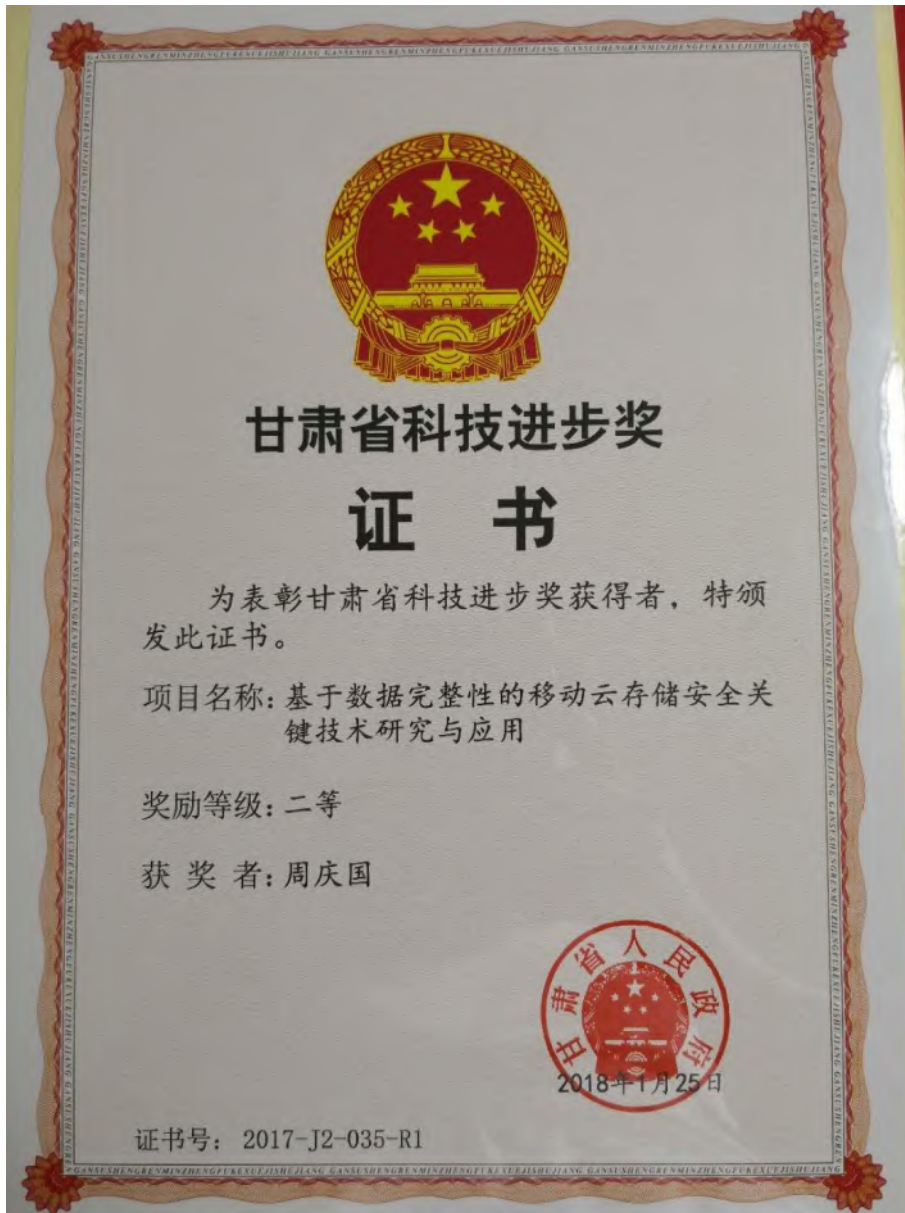 甘肃省科技进步奖
证 书
为表彰甘肃省科技进步奖获得者，特颁
发此证书。
项目名称：基于数据完整性的移动云存储安全关
键技术研究与应用
奖励等级：二等
获 奖 者：周庆国
甘肃省人民政府
2018年1月25日
证书号： 2017-J2-035-R1
GANSUSHENGRENMINZHENGFUKEXUEJISHUJIANG GANSUSHENGRENMINZHENGFUKEXUEJISHUJIANG GANSUSHENGRENMINZHENGFUKEXUEJISHUJIANG